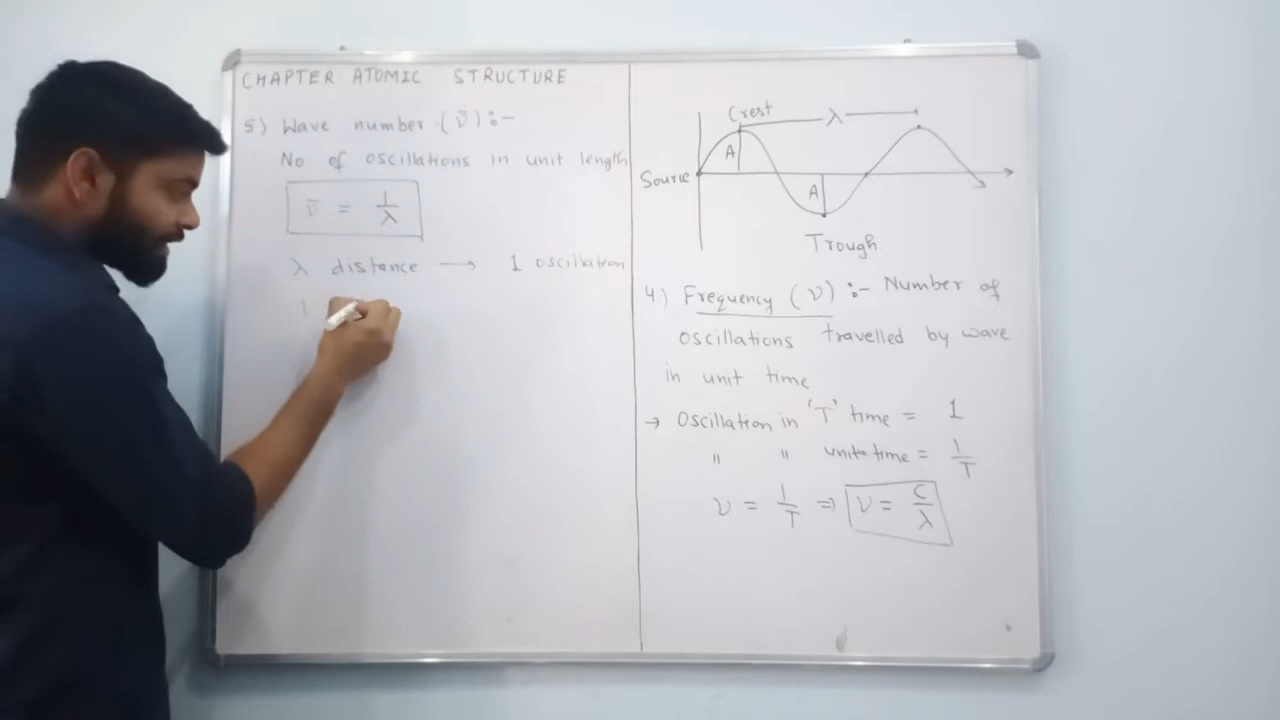 CHAPTER ATOMIC STRUCTURE
5) Wave number (ν̄) :-
No of oscillations in unit length
ν̄ = 1/λ
λ distance → 1 oscillation
1
Crest
λ
A
Source
A
Trough
4) Frequency (ν) :- Number of
oscillations travelled by wave
in unit time
→ Oscillation in 'T' time = 1
" " unit time = 1/T
ν = 1/T ⇒ ν = C/λ